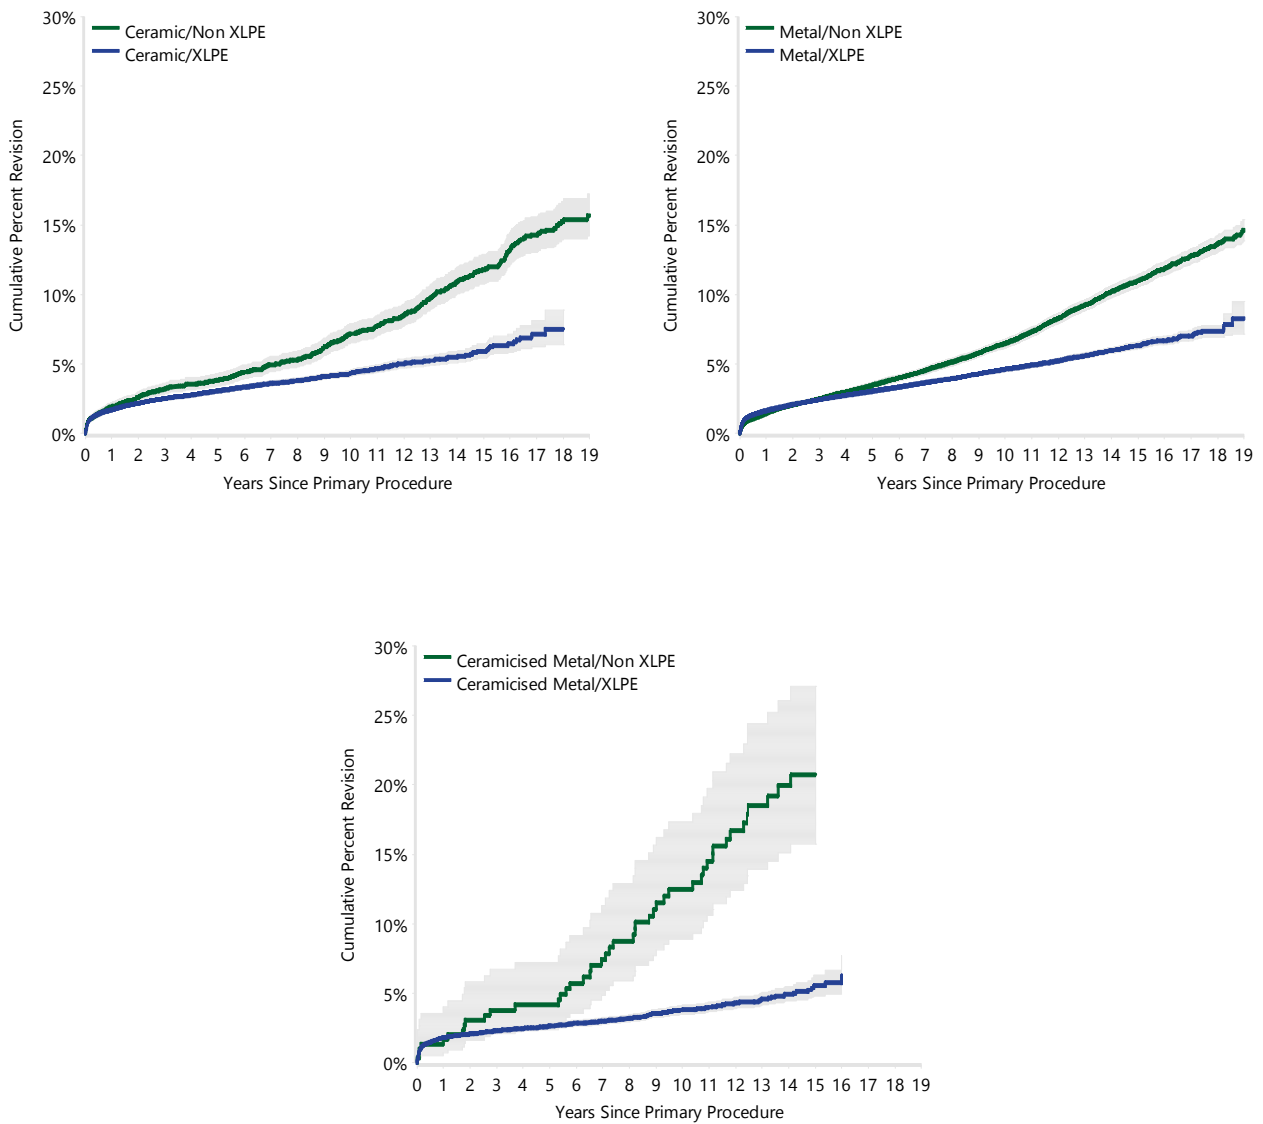 30%
25%
20%
15%
10%
5%
0%
Cumulative Percent Revision
Ceramic/Non XLPE
Ceramic/XLPE
0 1 2 3 4 5 6 7 8 9 10 11 12 13 14 15 16 17 18 19
Years Since Primary Procedure
30%
25%
20%
15%
10%
5%
0%
Cumulative Percent Revision
Metal/Non XLPE
Metal/XLPE
0 1 2 3 4 5 6 7 8 9 10 11 12 13 14 15 16 17 18 19
Years Since Primary Procedure
30%
25%
20%
15%
10%
5%
0%
Cumulative Percent Revision
Ceramicised Metal/Non XLPE
Ceramicised Metal/XLPE
0 1 2 3 4 5 6 7 8 9 10 11 12 13 14 15 16 17 18 19
Years Since Primary Procedure